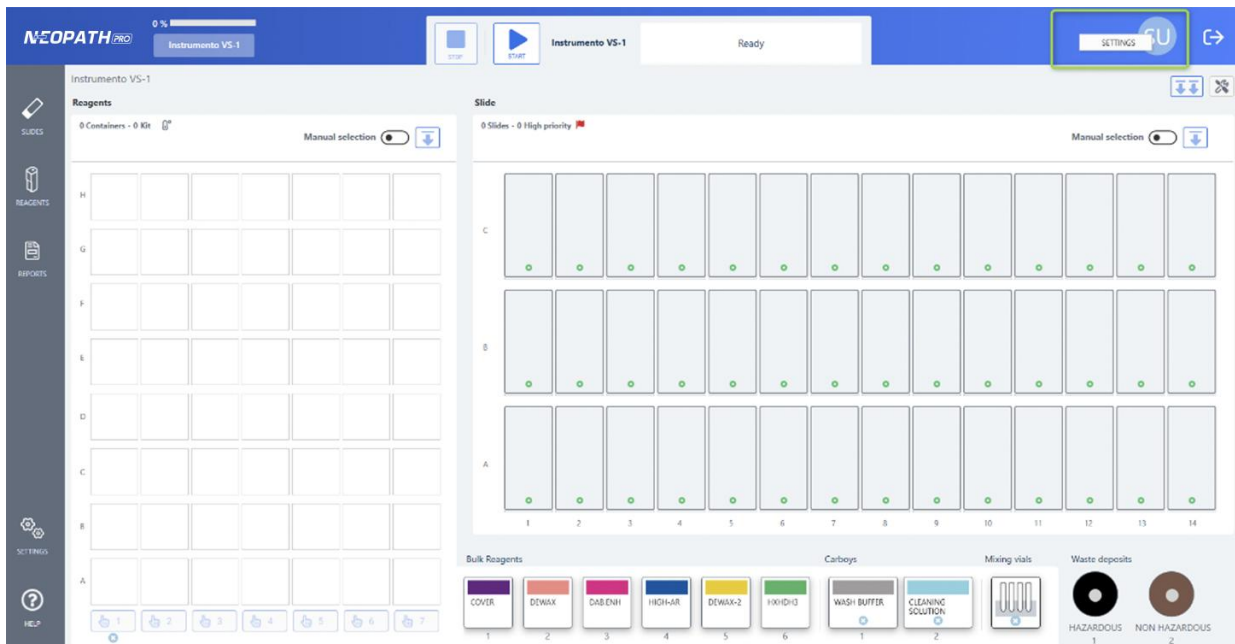 NEOPATH PRO
0 %
Instrumento VS-1
STOP
START
Instrumento VS-1
Ready
SETTINGS
SU
Instrumento VS-1
SLIDES
REAGENTS
REPORTS
SETTINGS
HELP
Reagents
0 Containers - 0 Kit
Manual selection
H
G
F
E
D
C
B
A
1 2 3 4 5 6 7
Slide
0 Slides - 0 High priority
Manual selection
C
B
A
1 2 3 4 5 6 7 8 9 10 11 12 13 14
Bulk Reagents
COVER DEWAX DAB.ENH HIGH-AR DEWAX-2
1 2 3 4 5 6
Carboys
WASH BUFFER CLEANING
SOLUTION
1 2
Mixing vials
Waste deposits
HAZARDOUS NON HAZARDOUS
1 2